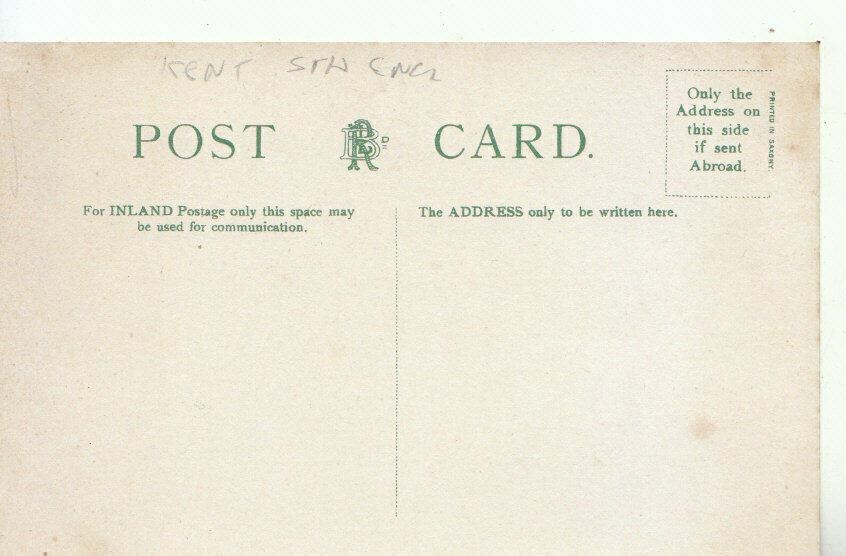 KENT STH ENGL
POST CARD.
Only the
Address on
this side
if sent
Abroad.
PRINTED IN SAXONY.
For INLAND Postage only this space may
be used for communication.
The ADDRESS only to be written here.